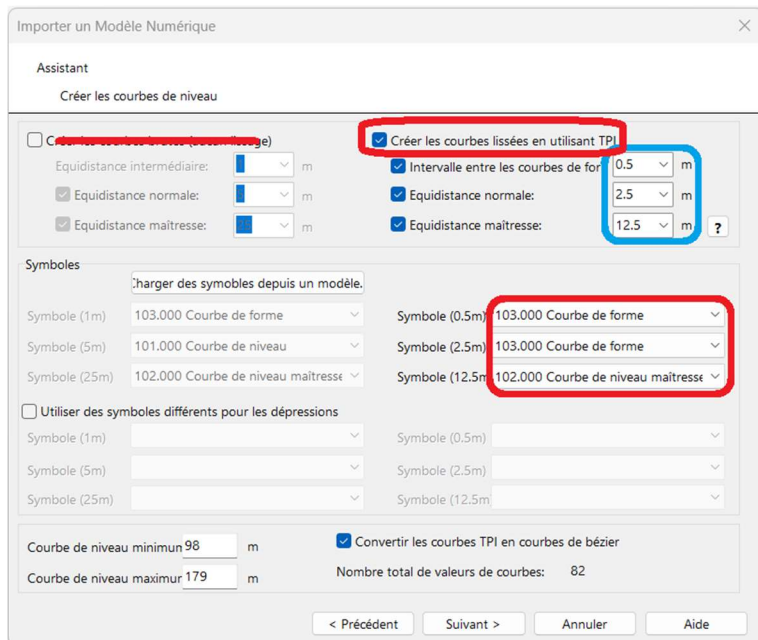 Importer un Modèle Numérique
Assistant
Créer les courbes de niveau
Créer les courbes lissées en utilisant TPI
Equidistance intermédiaire: m
Intervalle entre les courbes de for 0.5 m
Equidistance normale: m
Equidistance normale: 2.5 m
Equidistance maîtresse: 25 m
Equidistance maîtresse: 12.5 m ?
Symboles
Charger des symboles depuis un modèle.
Symbole (1m) 103.000 Courbe de forme
Symbole (0.5m) 103.000 Courbe de forme
Symbole (5m) 101.000 Courbe de niveau
Symbole (2.5m) 103.000 Courbe de forme
Symbole (25m) 102.000 Courbe de niveau maîtresse
Symbole (12.5m 102.000 Courbe de niveau maîtresse
Utiliser des symboles différents pour les dépressions
Symbole (1m)
Symbole (0.5m)
Symbole (5m)
Symbole (2.5m)
Symbole (25m)
Symbole (12.5m
Courbe de niveau minimun 98 m
Convertir les courbes TPI en courbes de bézier
Courbe de niveau maximur 179 m
Nombre total de valeurs de courbes: 82
< Précédent Suivant > Annuler Aide